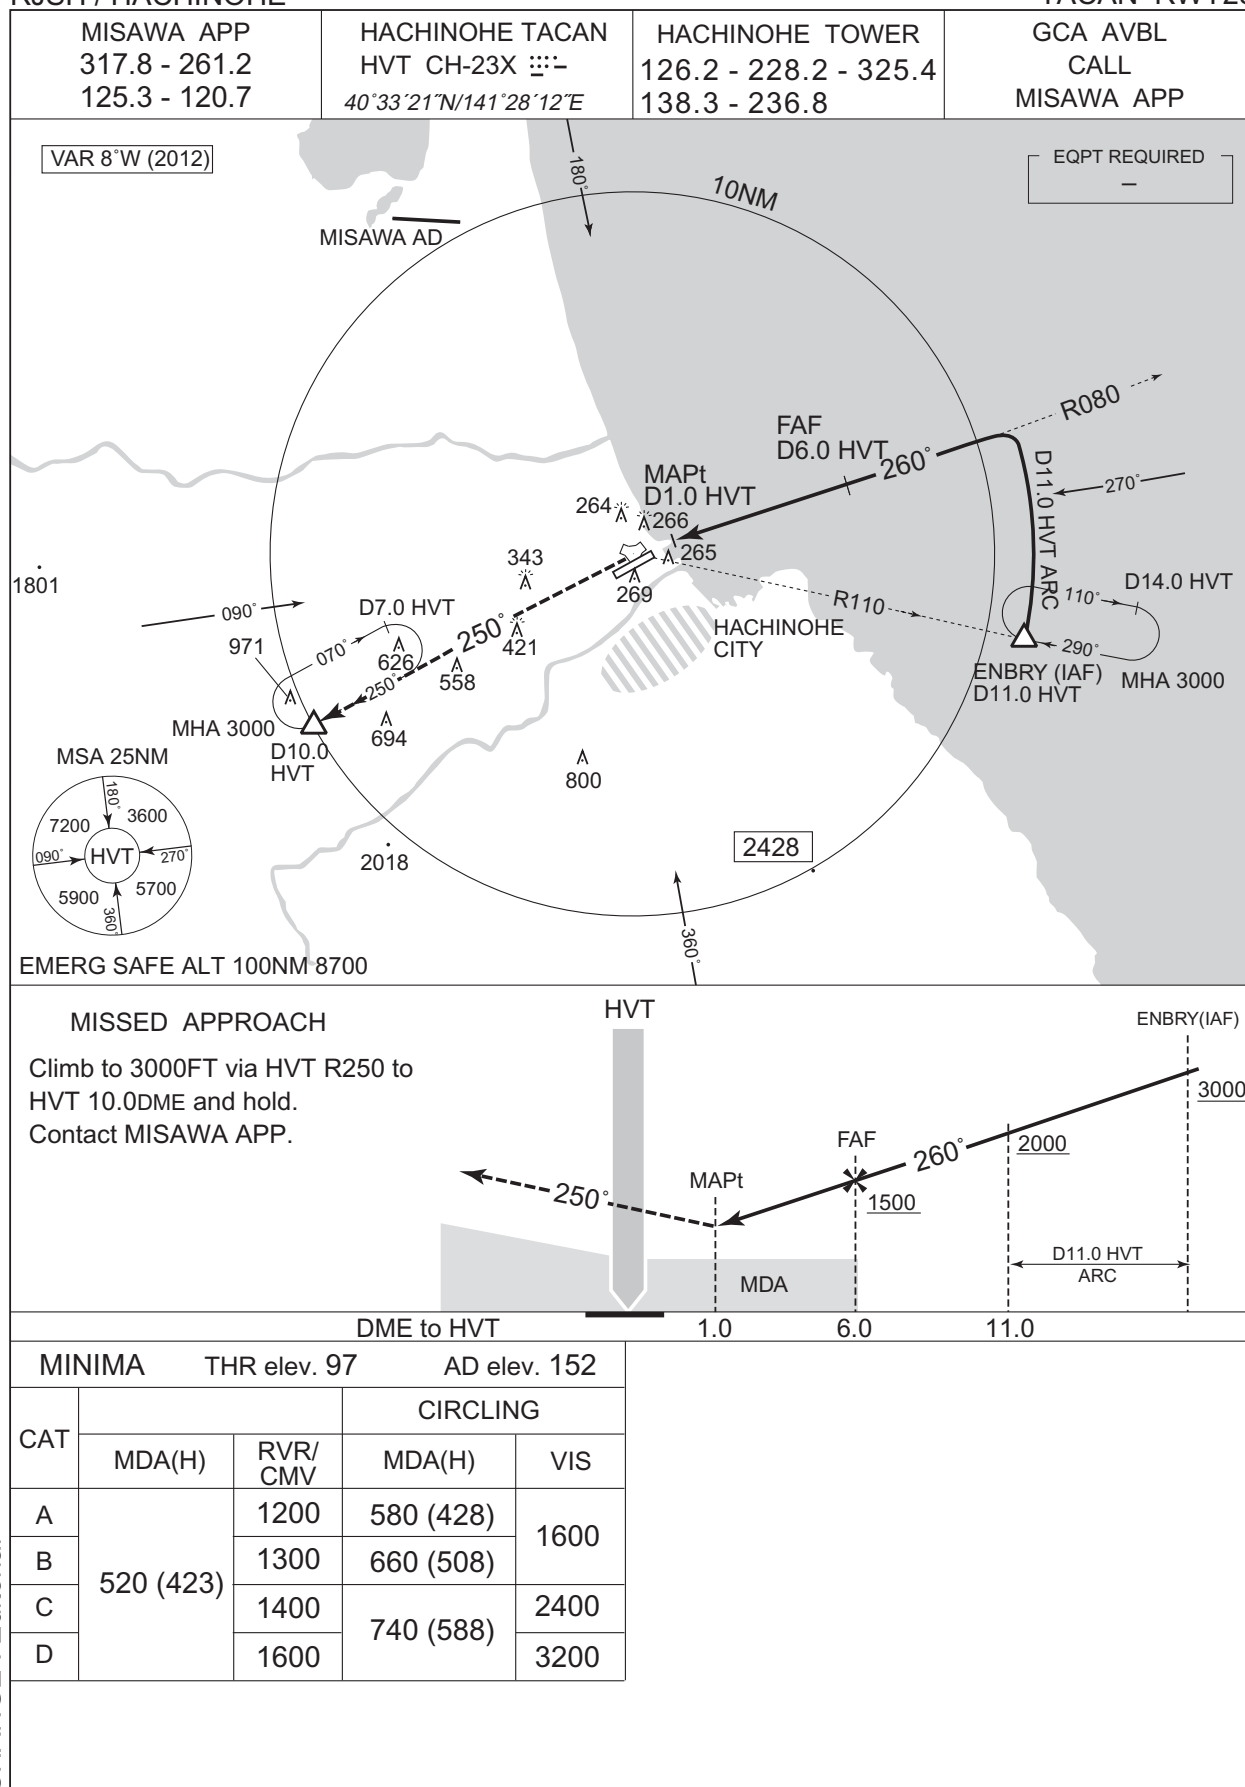 MISAWA APP
317.8 - 261.2
125.3 - 120.7
HACHINOHE TACAN
HVT CH-23X
40°33´21˝N/141°28´12˝E
HACHINOHE TOWER
126.2 - 228.2 - 325.4
138.3 - 236.8
GCA AVBL
CALL
MISAWA APP
VAR 8°W (2012)
EQPT REQUIRED
–
180°
10NM
MISAWA AD
R080
FAF
D6.0 HVT
260°
MAPt
D1.0 HVT
D11.0 HVT ARC
270°
264
266
265
343
269
1801
090°
D7.0 HVT
070°
250°
421
971
626
558
250°
R110
110°
D14.0 HVT
HACHINOHE
CITY
290°
ENBRY (IAF)
D11.0 HVT
MHA 3000
MHA 3000
D10.0
HVT
694
800
MSA 25NM
180°
7200
3600
090°
HVT
270°
5900
5700
360°
2018
2428
360°
EMERG SAFE ALT 100NM 8700
MISSED APPROACH
Climb to 3000FT via HVT R250 to
HVT 10.0DME and hold.
Contact MISAWA APP.
HVT
ENBRY(IAF)
3000
FAF
260°
2000
MAPt
250°
1500
D11.0 HVT
ARC
MDA
DME to HVT 1.0 6.0 11.0
MINIMA THR elev. 97 AD elev. 152
CIRCLING
CAT MDA(H) RVR/ CMV MDA(H) VIS
A 520 (423) 1200 580 (428) 1600
B 1300 660 (508)
C 1400 740 (588) 2400
D 1600 3200